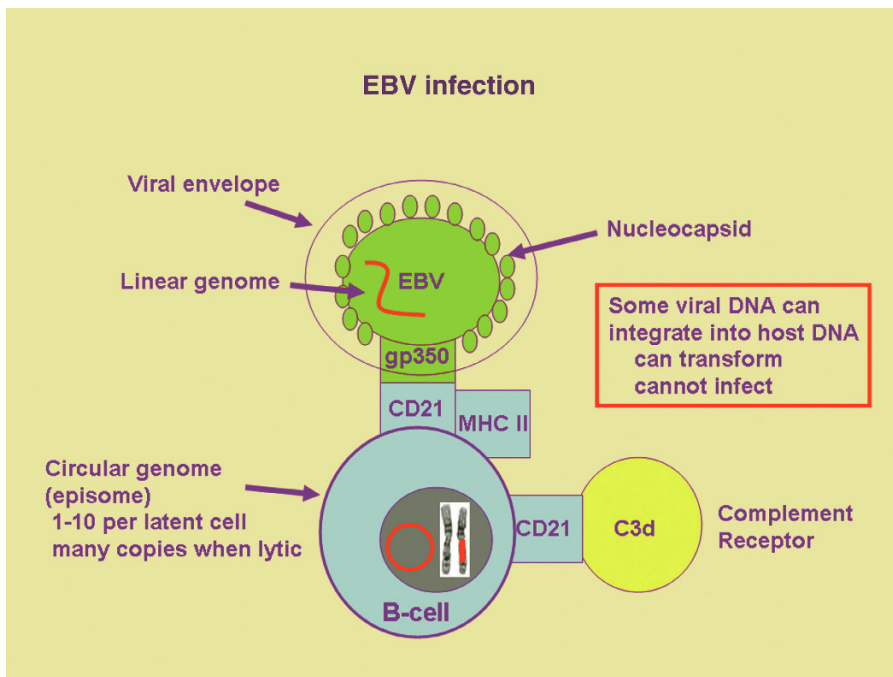 EBV infection
Viral envelope
Nucleocapsid
Linear genome
EBV
Some viral DNA can
integrate into host DNA
can transform
cannot infect
gp350
CD21
MHC II
Circular genome
(episome)
1-10 per latent cell
many copies when lytic
CD21
C3d
Complement
Receptor
B-cell